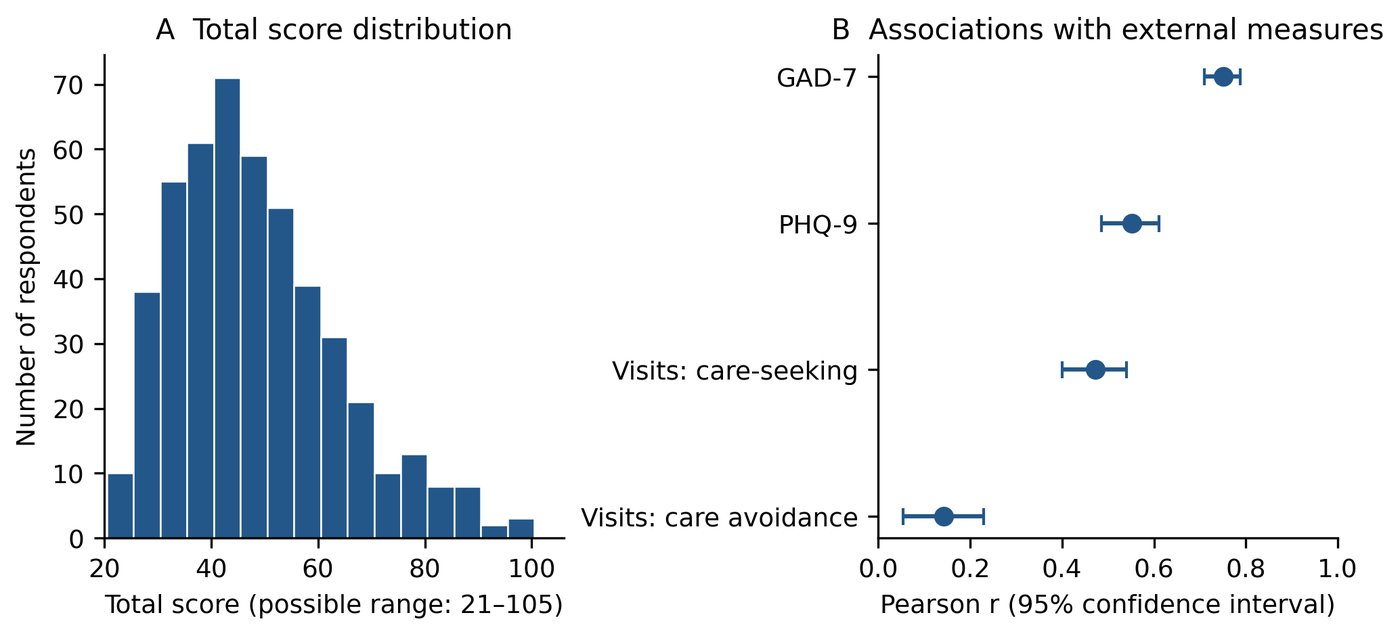 A  Total score distribution
Number of respondents
70
60
50
40
30
20
10
0
20 40 60 80 100
Total score (possible range: 21–105)
B  Associations with external measures
GAD-7
PHQ-9
Visits: care-seeking
Visits: care avoidance
0.0 0.2 0.4 0.6 0.8 1.0
Pearson r (95% confidence interval)